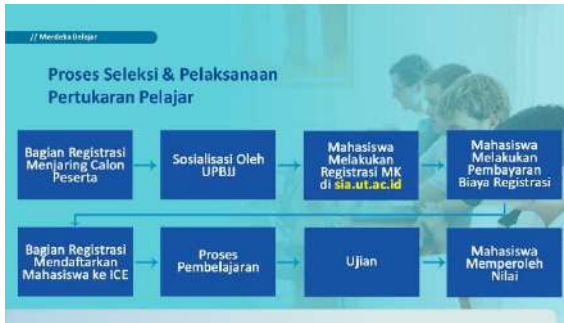 // Merdeka Belajar
Proses Seleksi & Pelaksanaan
Pertukaran Pelajar
Bagian Registrasi
Menjaring Calon
Peserta
Sosialisasi Oleh
UPBJJ
Mahasiswa
Melakukan
Registrasi MK
di sia.ut.ac.id
Mahasiswa
Melakukan
Pembayaran
Biaya Registrasi
Bagian Registrasi
Mendaftarkan
Mahasiswa ke ICE
Proses
Pembelajaran
Ujian
Mahasiswa
Memperoleh
Nilai